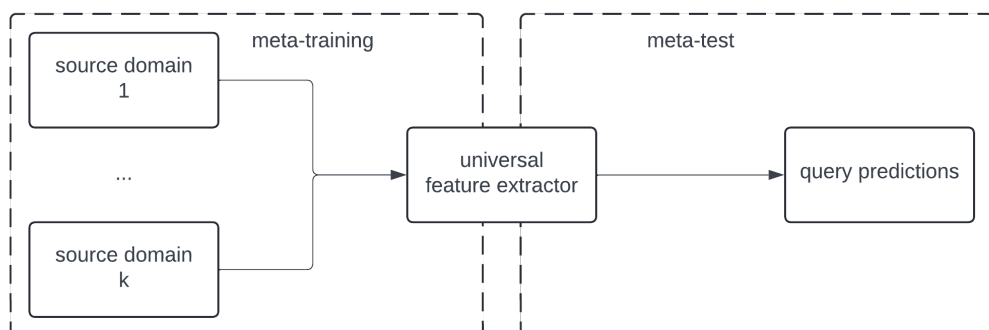 meta-training
source domain
1
...
source domain
k
universal
feature extractor
meta-test
query predictions